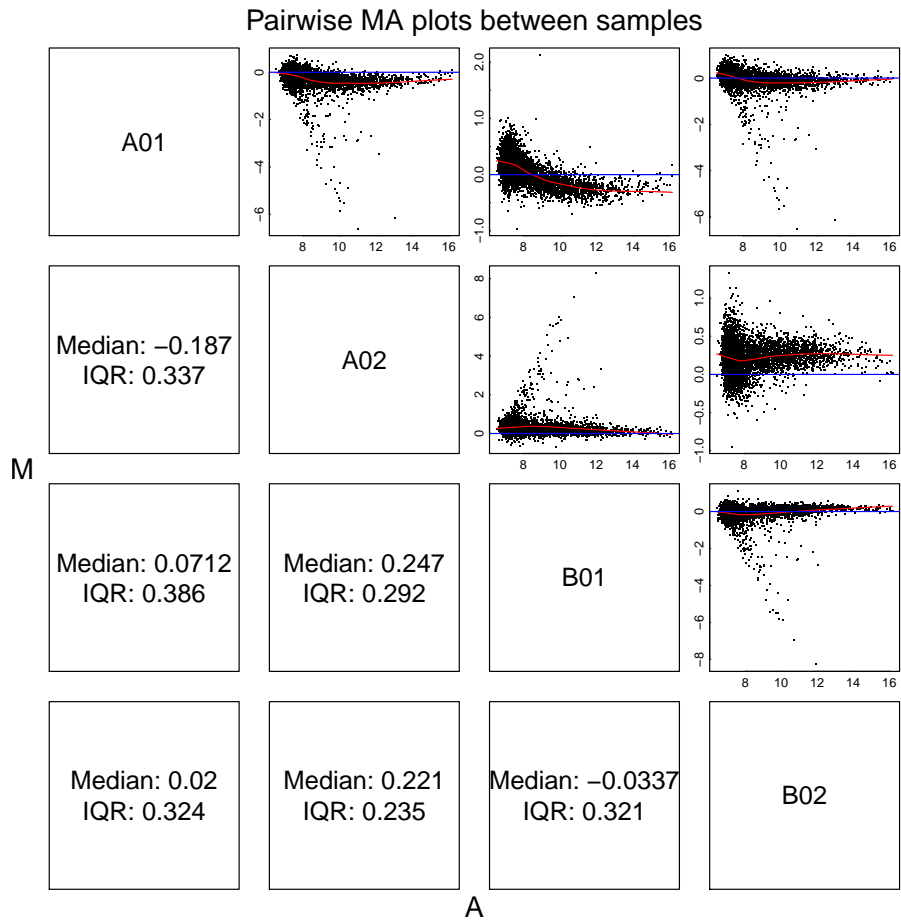 Pairwise MA plots between samples
A01
0
−2
−4
−6
8 10 12 14 16
2.0
1.0
0.0
−1.0
8 10 12 14 16
0
−2
−4
−6
8 10 12 14 16
Median: −0.187
IQR: 0.337
A02
8
6
4
2
0
8 10 12 14 16
1.0
0.5
0.0
−0.5
−1.0
8 10 12 14 16
M
Median: 0.0712
IQR: 0.386
Median: 0.247
IQR: 0.292
B01
0
−2
−4
−6
−8
8 10 12 14 16
Median: 0.02
IQR: 0.324
Median: 0.221
IQR: 0.235
Median: −0.0337
IQR: 0.321
B02
A